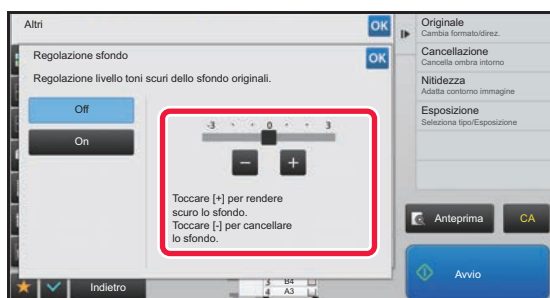 Altri
OK
Regolazione sfondo
OK
Regolazione livello toni scuri dello sfondo originali.
Off
On
-3 0 3
− +
Toccare [+] per rendere
scuro lo sfondo.
Toccare [-] per cancellare
lo sfondo.
Indietro
3 B4
4 A3
Originale
Cambia formato/direz.
Cancellazione
Cancella ombra intorno
Nitidezza
Adatta contorno immagine
Esposizione
Seleziona tipo/Esposizione
Anteprima
CA
Avvio